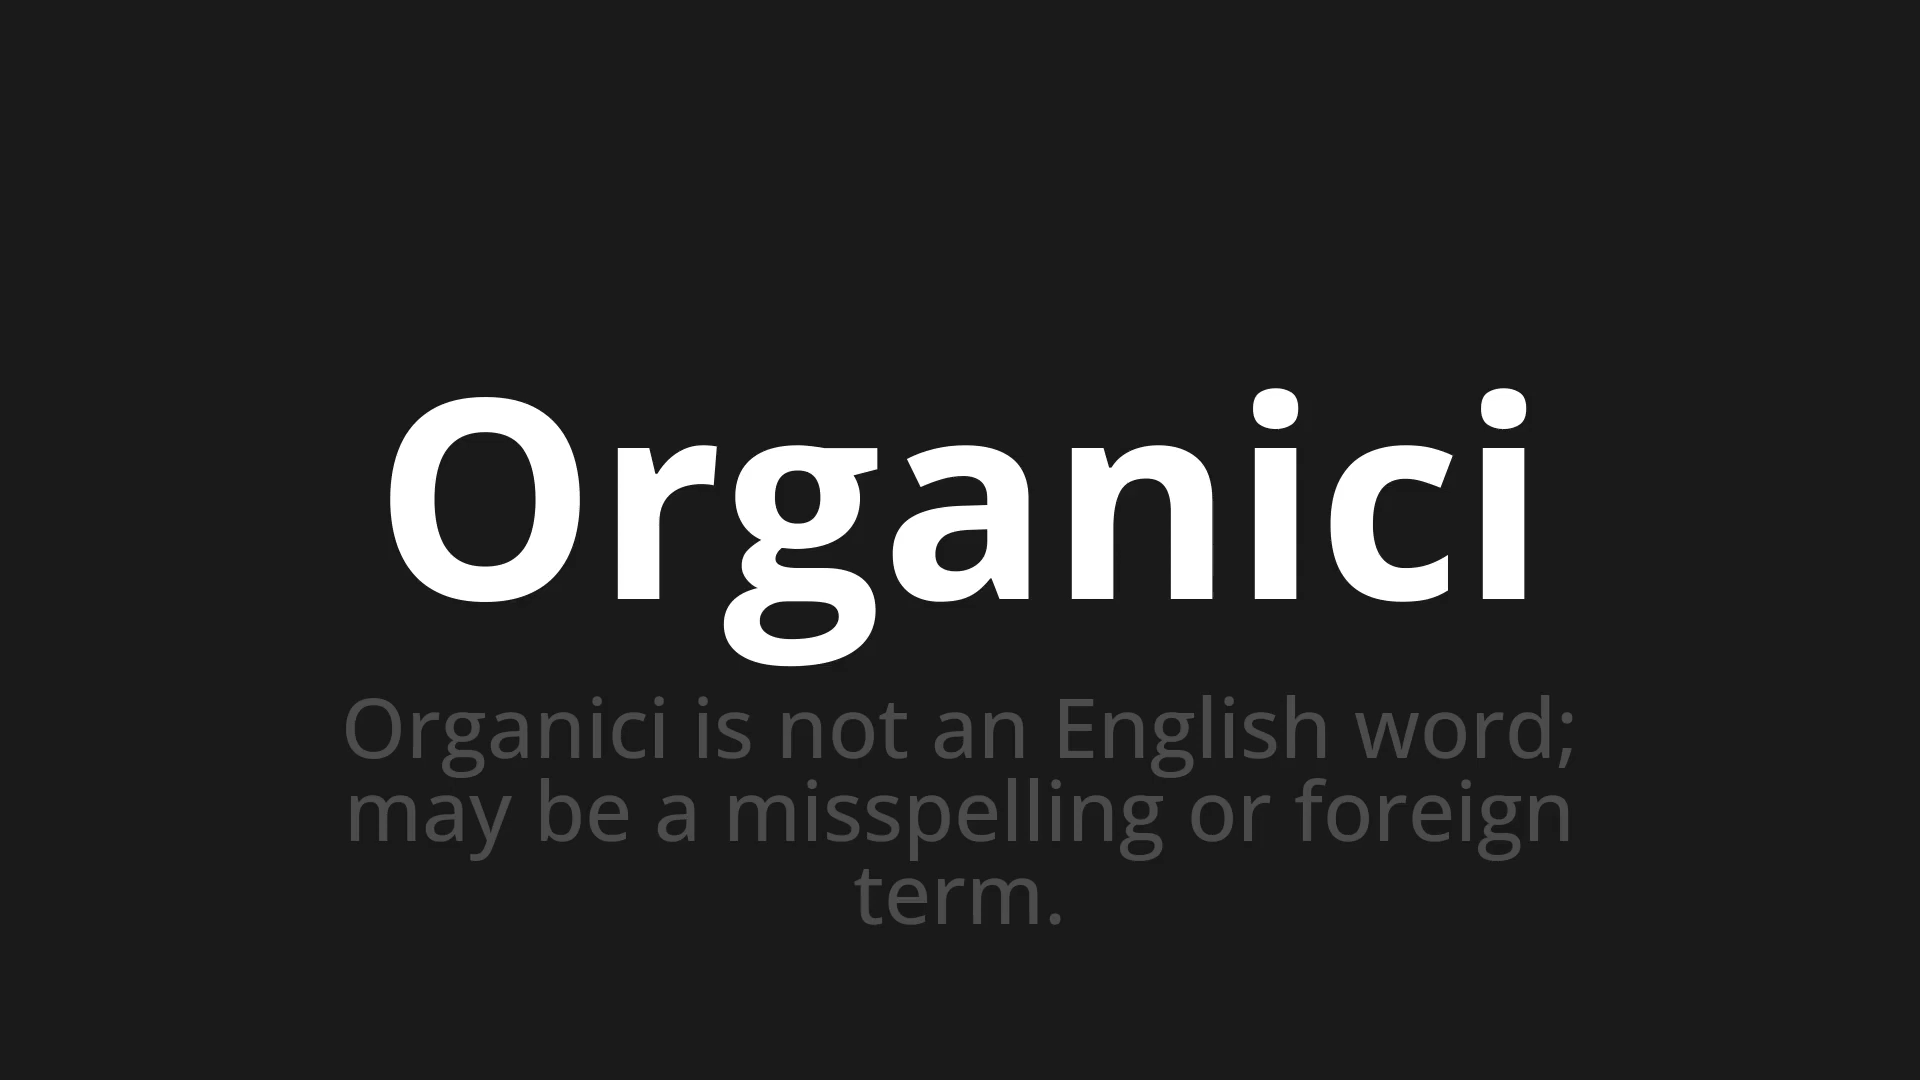 Organici
Organici is not an English word;
may be a misspelling or foreign
term.